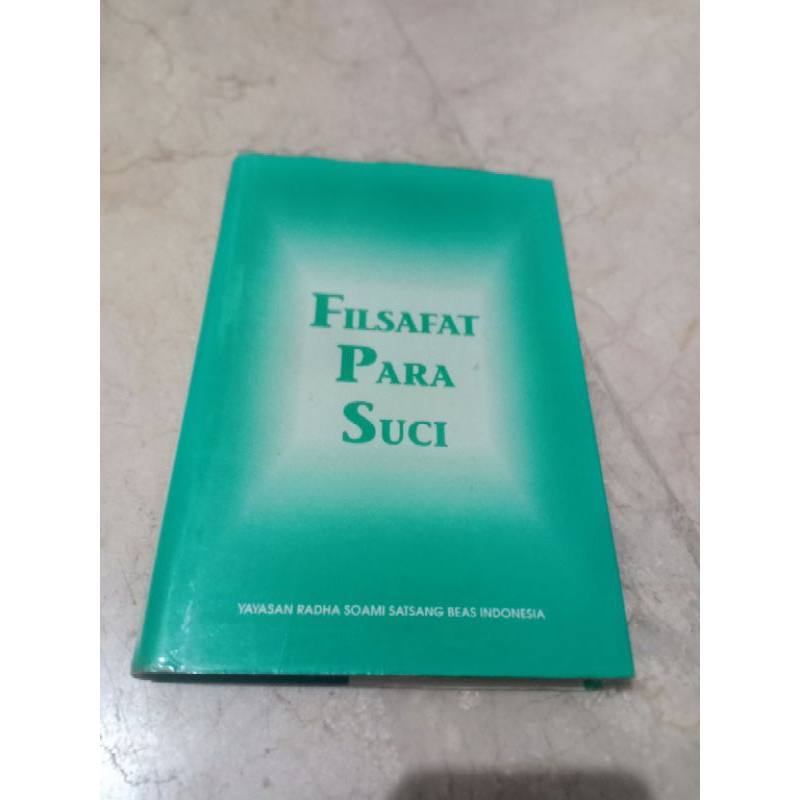 FILSAFAT
PARA
SUCI
YAYASAN RADHA SOAMI SATSANG BEAS INDONESIA